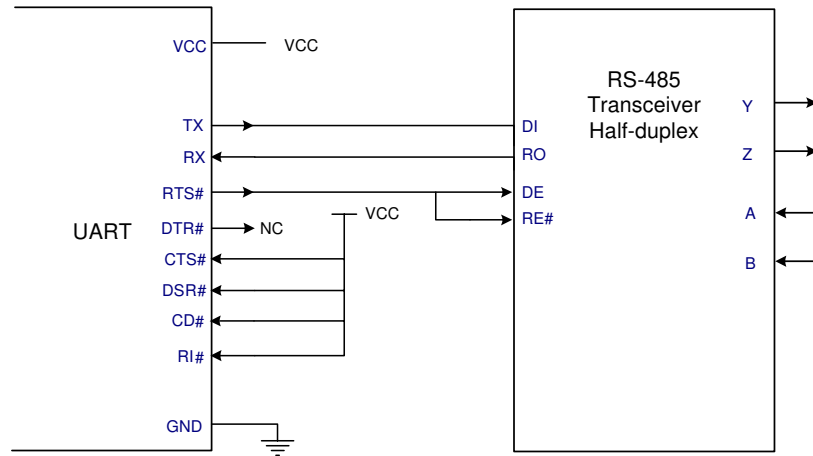 VCC
VCC
TX
RX
RTS#
DTR#
NC
CTS#
DSR#
CD#
RI#
GND
UART
VCC
RS-485
Transceiver
Half-duplex
DI
RO
DE
RE#
Y
Z
A
B